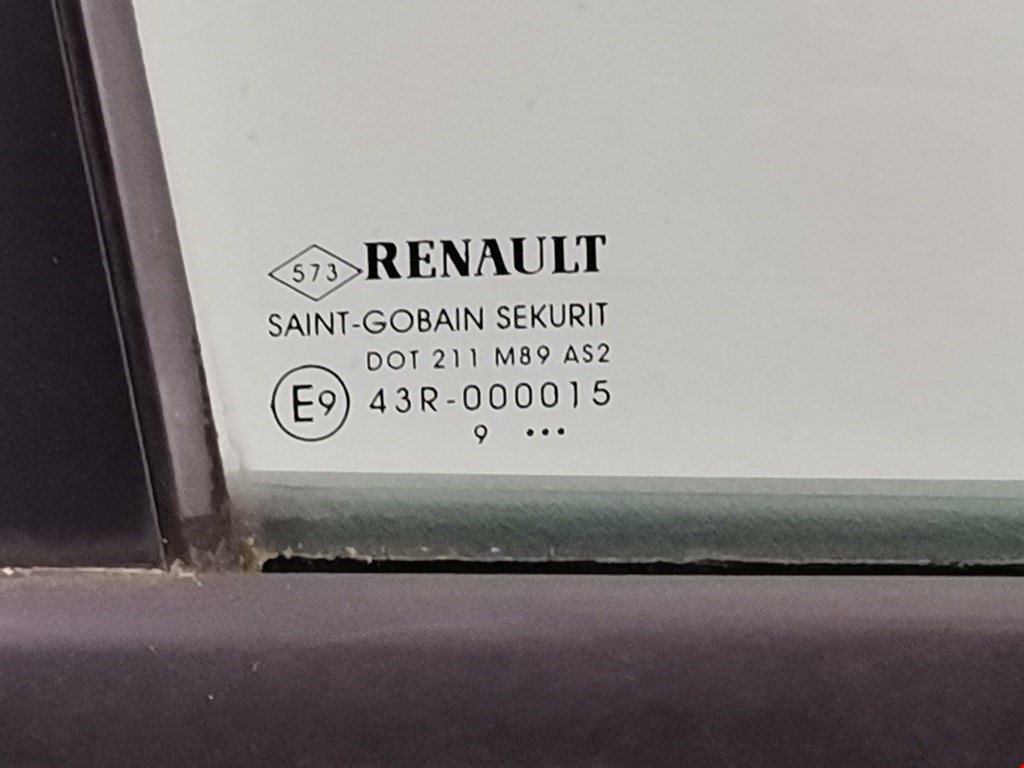 573 RENAULT
SAINT-GOBAIN SEKURIT
DOT 211 M89 AS2
E9 43R-000015
9 •••